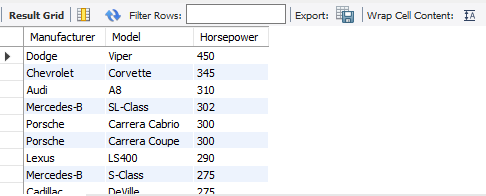 Result Grid Filter Rows: Export: Wrap Cell Content:
Manufacturer Model Horsepower
Dodge Viper 450
Chevrolet Corvette 345
Audi A8 310
Mercedes-B SL-Class 302
Porsche Carrera Cabrio 300
Porsche Carrera Coupe 300
Lexus LS400 290
Mercedes-B S-Class 275
Cadillac DeVille 275